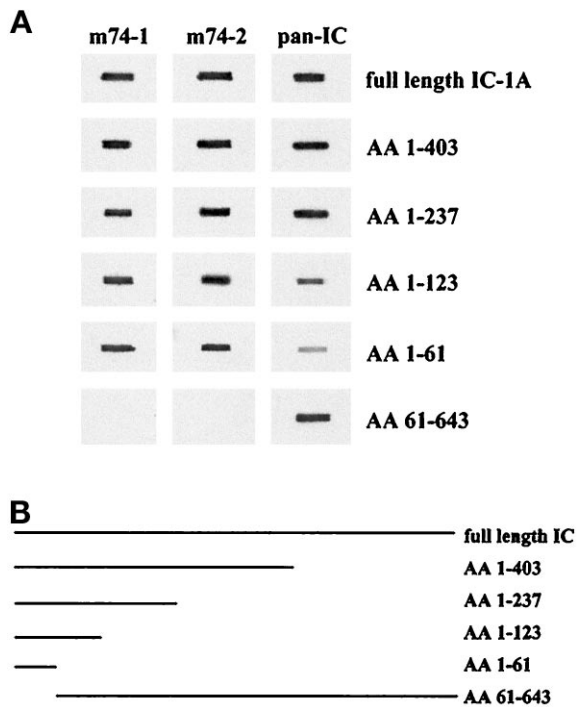 A
m74-1 m74-2 pan-IC
full length IC-1A
AA 1-403
AA 1-237
AA 1-123
AA 1-61
AA 61-643
B
full length IC
AA 1-403
AA 1-237
AA 1-123
AA 1-61
AA 61-643